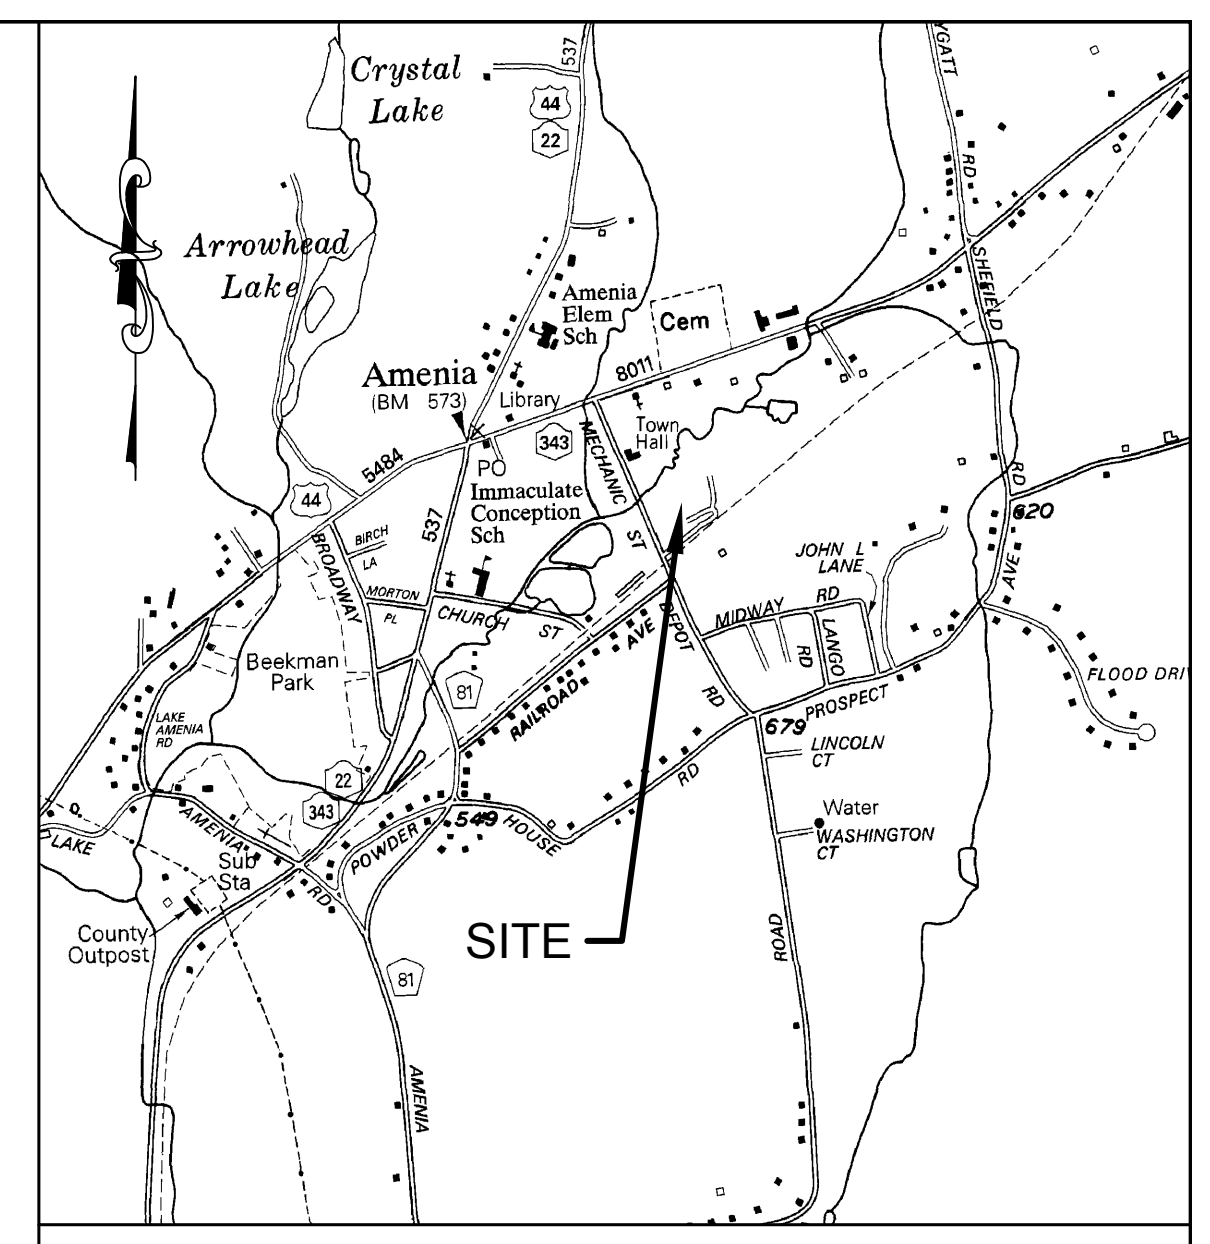 Crystal
Lake
537
44
22
YGATT
RD
Arrowhead
Lake
SHEFIELD
Amenia
Elem
Sch
Cem
Amenia
(BM 573)
Library
8011
343
Town
Hall
MECHANIC
ST
PO
5484
44
Immaculate
Conception
Sch
537
RD
620
BROADWAY
BIRCH
LA
MORTON
PL
CHURCH
ST
JOHN L
LANE
AVE
MIDWAY
RD
LANGO
RD
DEPOT
RD
RAILROAD
AVE
Beekman
Park
81
FLOOD DRI
PROSPECT
679
LINCOLN
CT
LAKE
AMENIA
RD
22
343
RD
Water
WASHINGTON
CT
LAKE
AMENIA
RD
Sub
Sta
POWDER
549
HOUSE
County
Outpost
SITE
ROAD
81
AMENIA